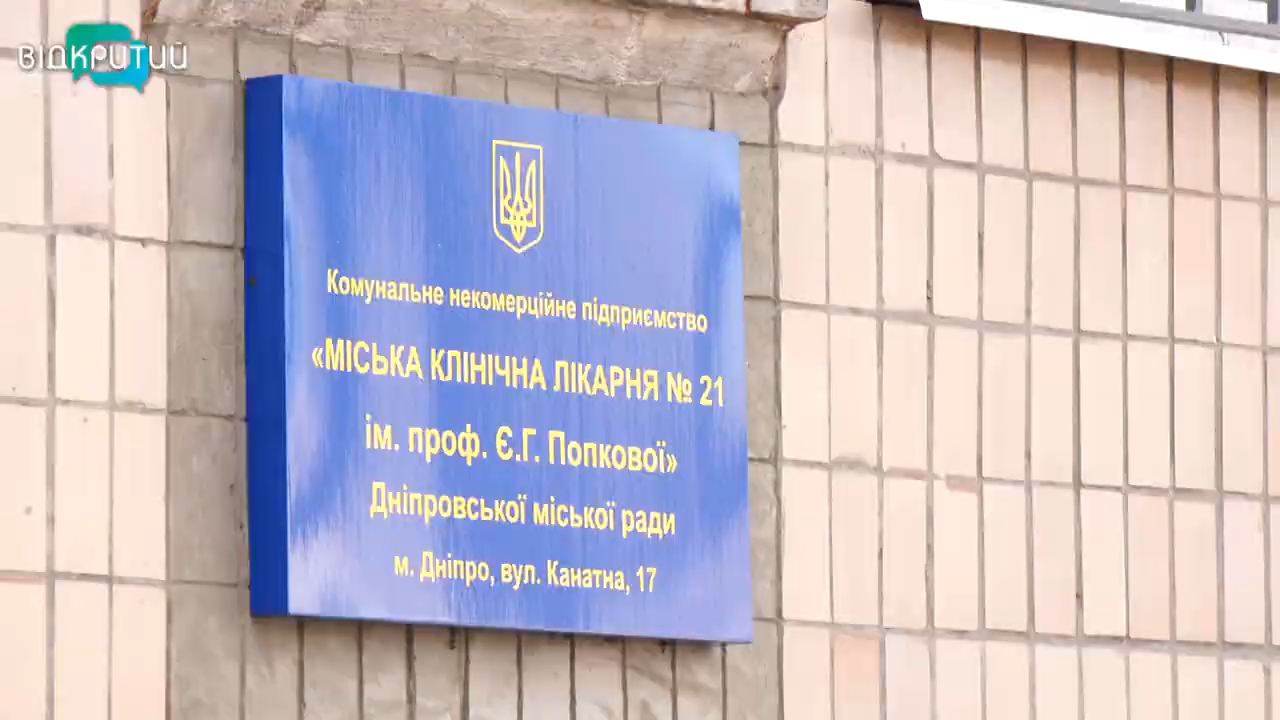 ВІДКРИТИЙ
Комунальне некомерційне підприємство
«МІСЬКА КЛІНІЧНА ЛІКАРНЯ № 21
ім. проф. Є.Г. Попкової»
Дніпровської міської ради
м. Дніпро, вул. Канатна, 17